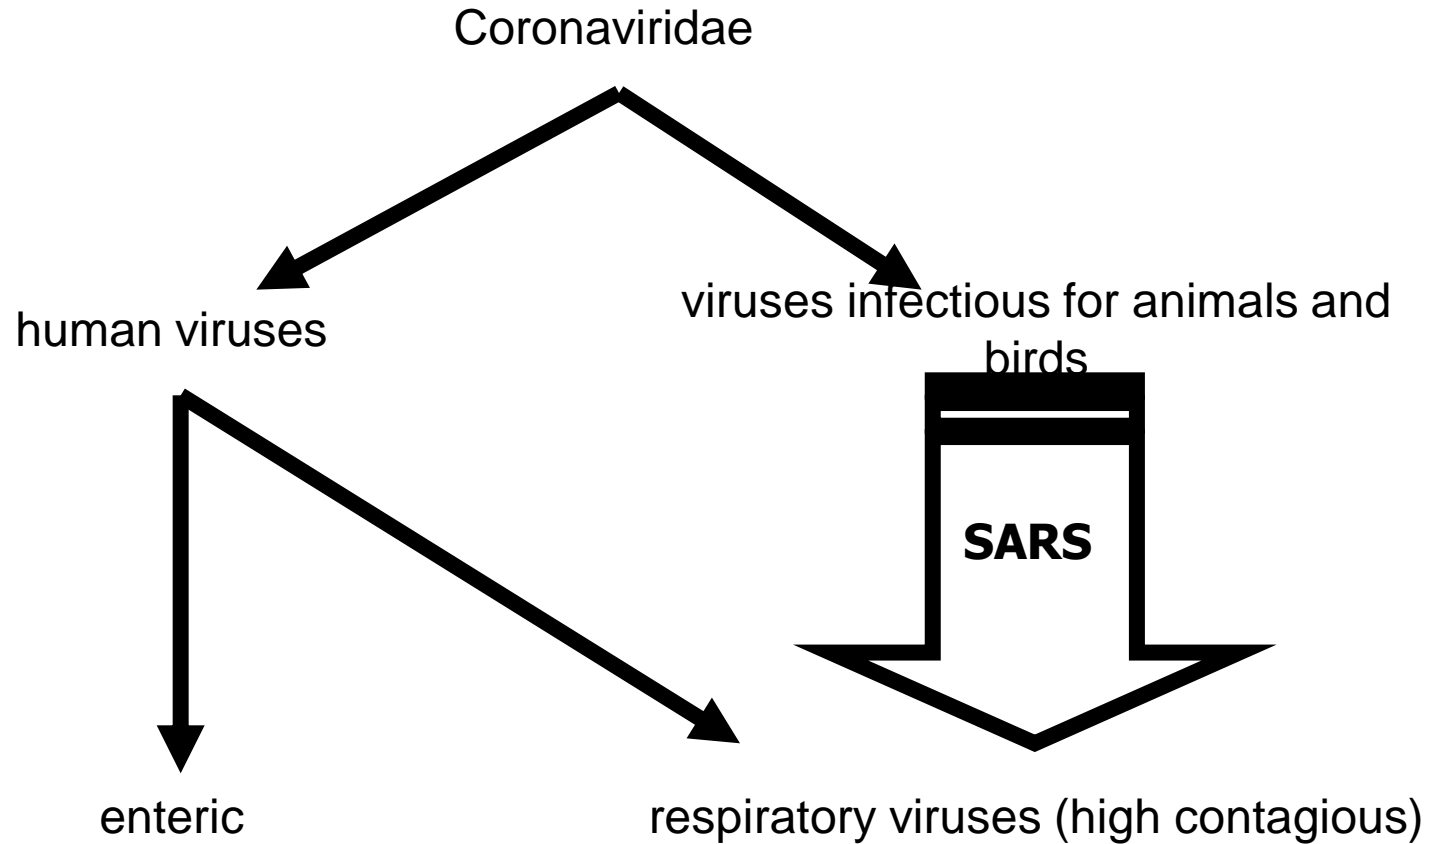 Coronaviridae
human viruses
viruses infectious for animals and
birds
SARS
enteric
respiratory viruses (high contagious)